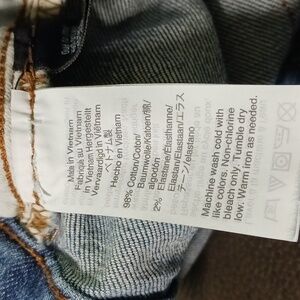 Made in Vietnam
Fabriqué au Vietnam
In Vietnam Hergestellt
Vervaardigd in Vietnam
ベトナム製
Hecho en Vietnam
98% Cotton/Coton/
Baumwolle/Katoen/綿/
algodón
2% Elastane/Élasthanne/
Elastan/Elastaan/エラス
テーン/elastano
Machine wash cold with
like colors. Non-chlorine
bleach only. Tumble dry
low. Warm iron as needed.